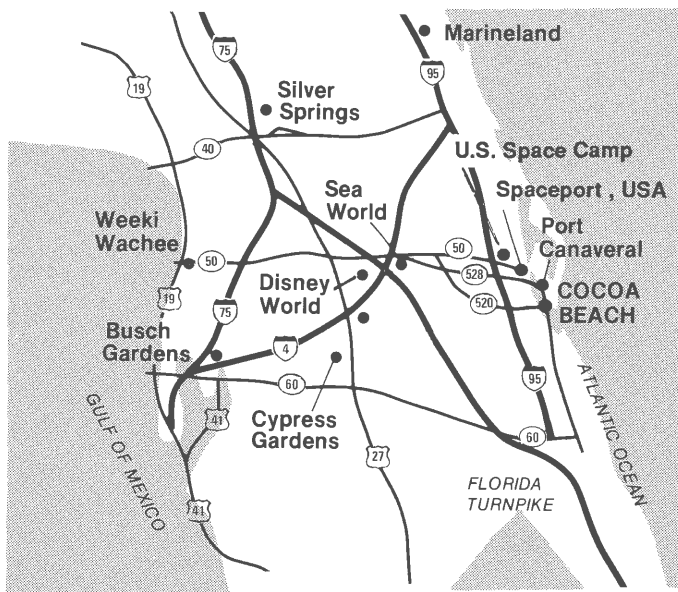 Marineland
75
95
19
Silver
Springs
40
U.S. Space Camp
Sea
World
Spaceport , USA
Weeki
Wachee
Port
Canaveral
50
50
528
Disney
World
COCOA
BEACH
19
520
75
Busch
Gardens
4
95
60
ATLANTIC OCEAN
41
Cypress
Gardens
60
GULF OF MEXICO
27
FLORIDA
TURNPIKE
41